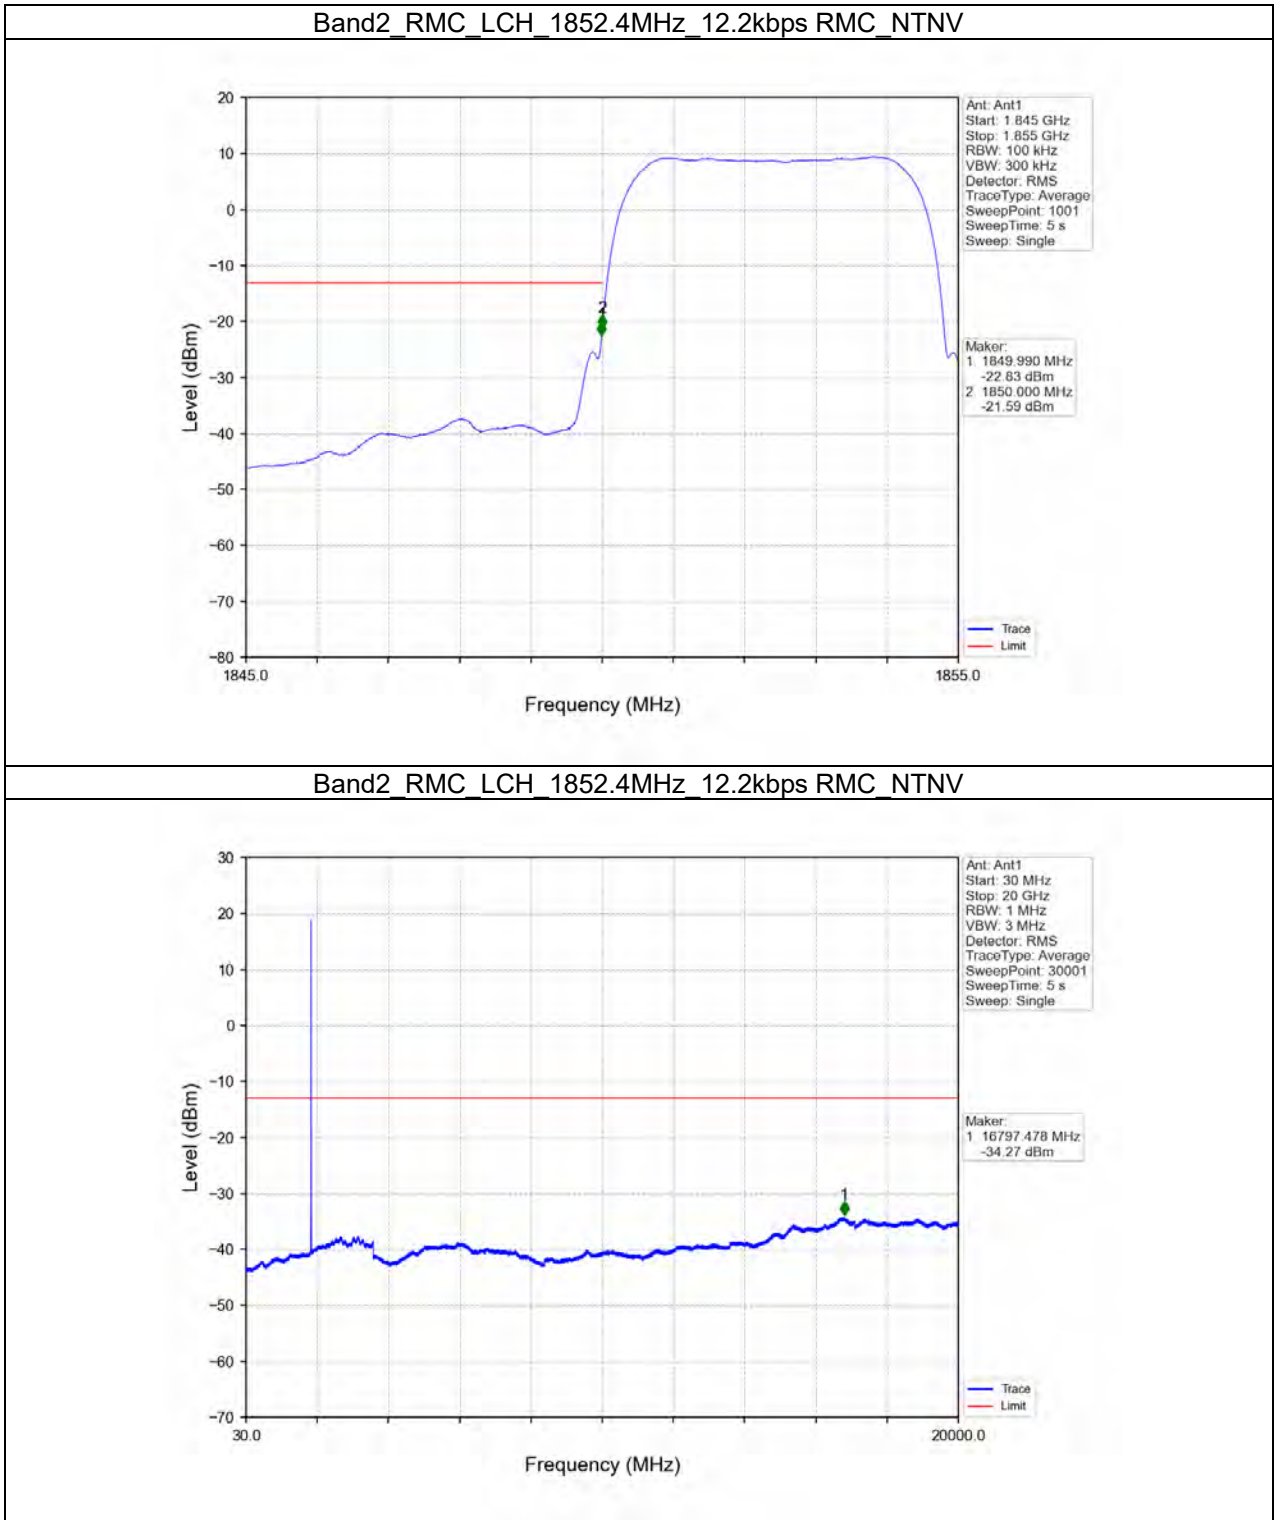 Band2_RMC_LCH_1852.4MHz_12.2kbps RMC_NTNV
20
10
0
−10
−20
−30
−40
−50
−60
−70
−80
Level (dBm)
2
1845.0
1855.0
Frequency (MHz)
Ant: Ant1
Start: 1.845 GHz
Stop: 1.855 GHz
RBW: 100 kHz
VBW: 300 kHz
Detector: RMS
TraceType: Average
SweepPoint: 1001
SweepTime: 5 s
Sweep: Single
Maker:
1 1849.990 MHz
-22.83 dBm
2 1850.000 MHz
-21.59 dBm
Trace
Limit
Band2_RMC_LCH_1852.4MHz_12.2kbps RMC_NTNV
30
20
10
0
−10
−20
−30
−40
−50
−60
−70
Level (dBm)
1
30.0
20000.0
Frequency (MHz)
Ant: Ant1
Start: 30 MHz
Stop: 20 GHz
RBW: 1 MHz
VBW: 3 MHz
Detector: RMS
TraceType: Average
SweepPoint: 30001
SweepTime: 5 s
Sweep: Single
Maker:
1 16797.478 MHz
-34.27 dBm
Trace
Limit